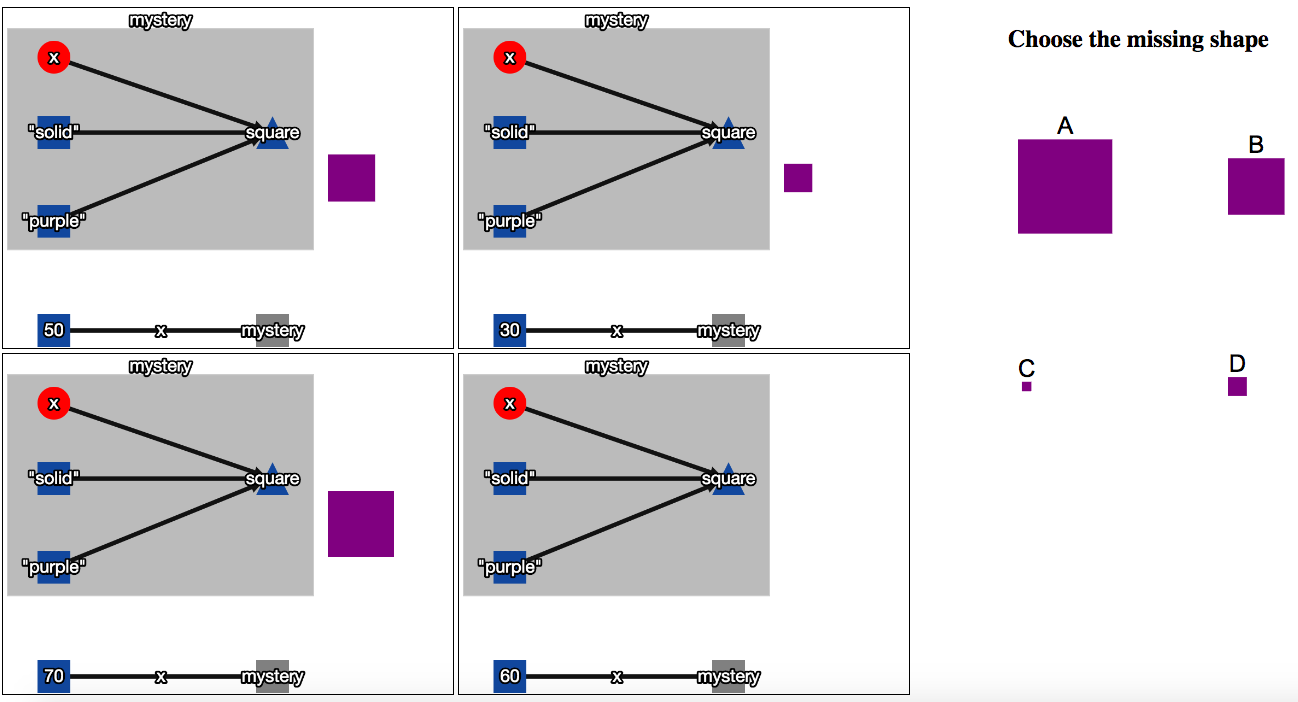 mystery
x
"solid"
square
"purple"
50
x
mystery
mystery
x
"solid"
square
"purple"
30
x
mystery
mystery
x
"solid"
square
"purple"
70
x
mystery
mystery
x
"solid"
square
"purple"
60
x
mystery
Choose the missing shape
A
B
C
D